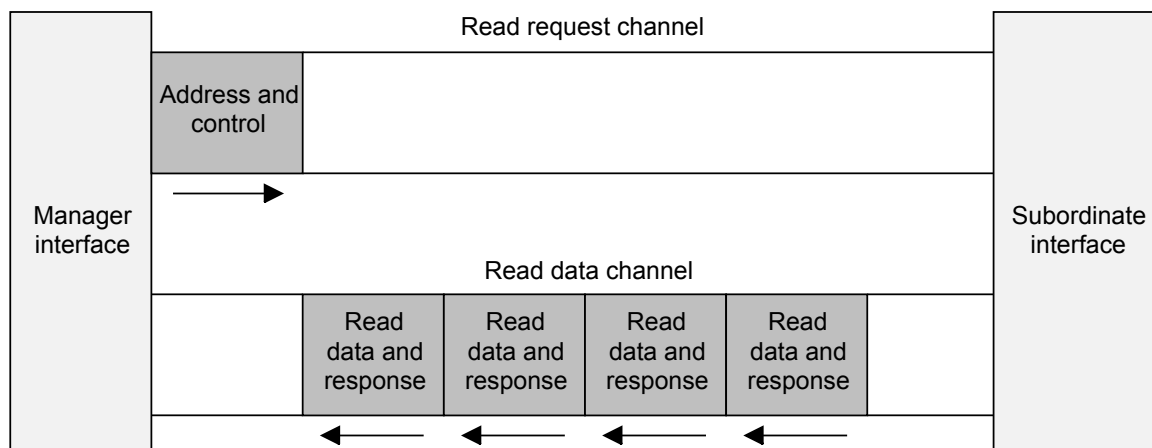 Read request channel
Address and
control
Manager
interface
Subordinate
interface
Read data channel
Read
data and
response
Read
data and
response
Read
data and
response
Read
data and
response